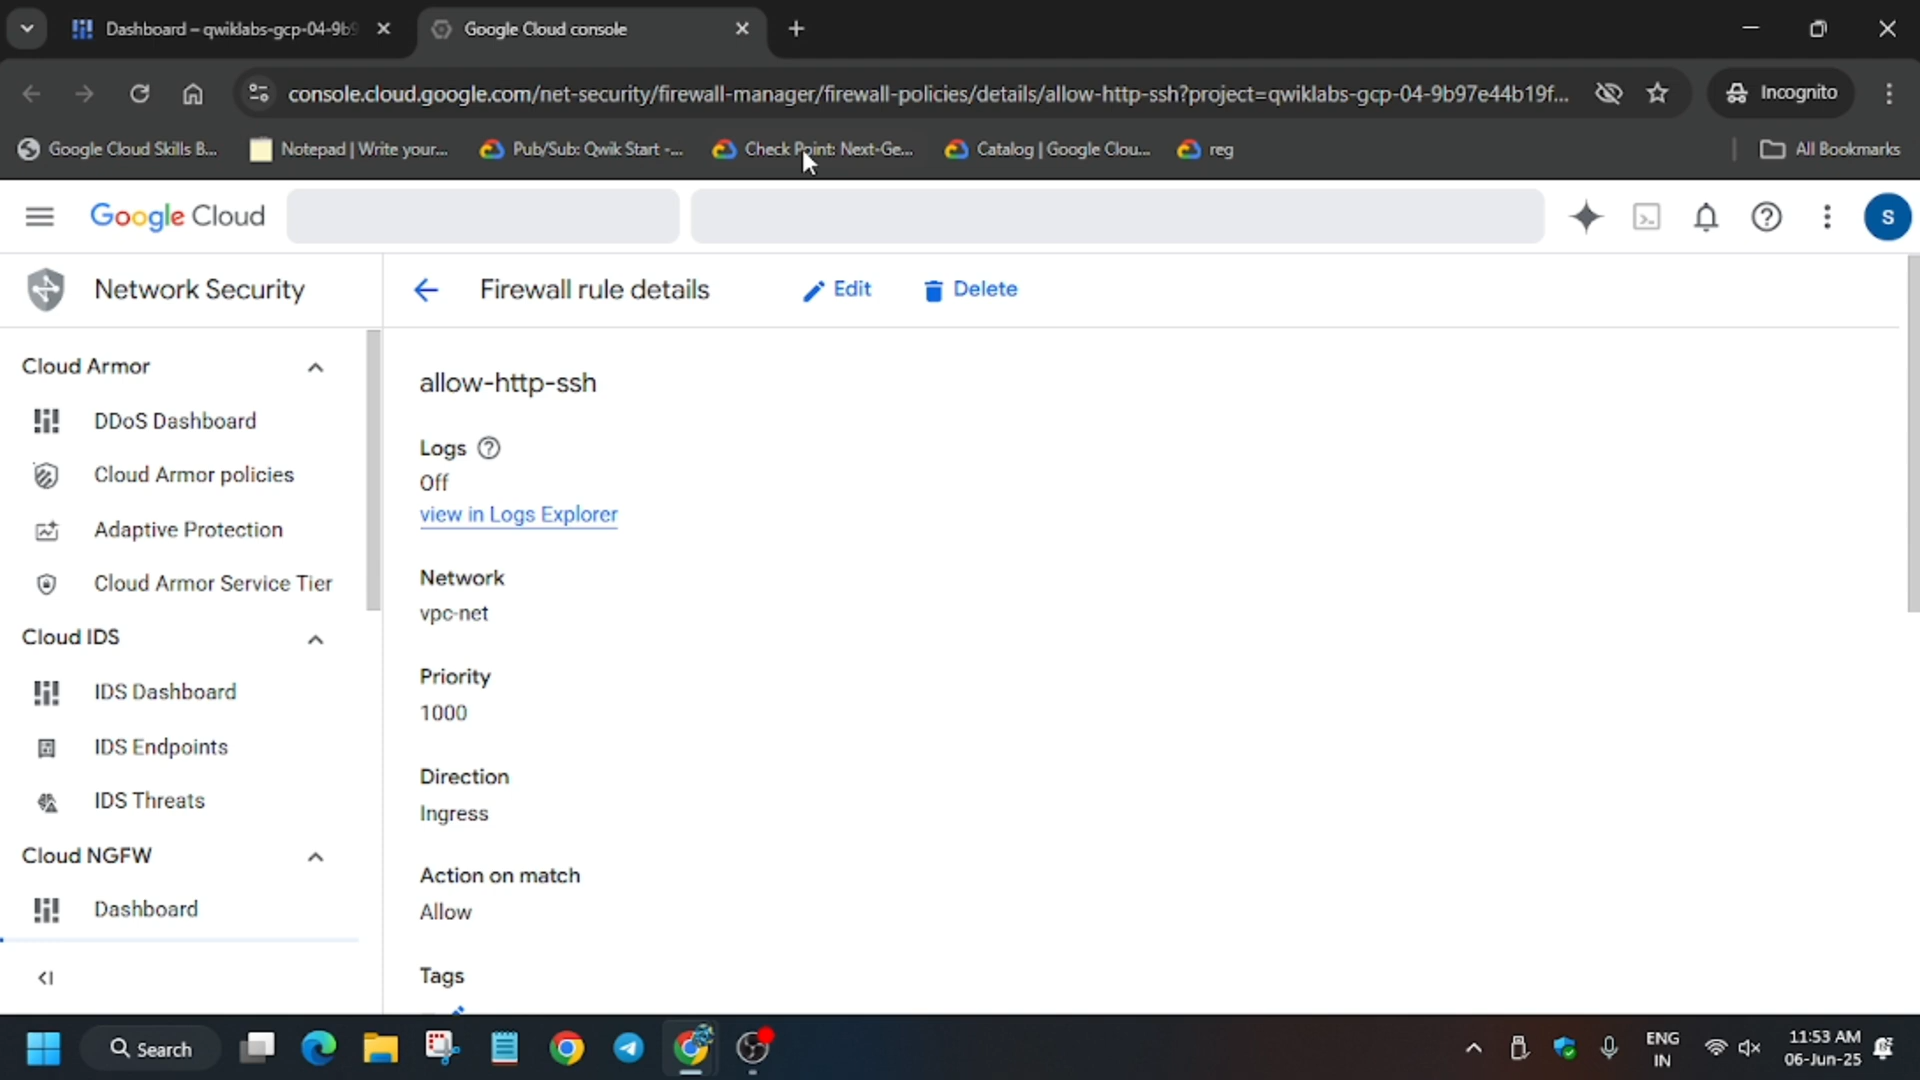 Dashboard – qwiklabs-gcp-04-9b9
Google Cloud console
console.cloud.google.com/net-security/firewall-manager/firewall-policies/details/allow-http-ssh?project=qwiklabs-gcp-04-9b97e44b19f...
Incognito
Google Cloud Skills B...
Notepad | Write your...
Pub/Sub: Qwik Start -...
Check Point: Next-Ge...
Catalog | Google Clou...
reg
All Bookmarks
Google Cloud
S
Network Security
Firewall rule details
Edit
Delete
Cloud Armor
DDoS Dashboard
Cloud Armor policies
Adaptive Protection
Cloud Armor Service Tier
Cloud IDS
IDS Dashboard
IDS Endpoints
IDS Threats
Cloud NGFW
Dashboard
allow-http-ssh
Logs
Off
view in Logs Explorer
Network
vpc-net
Priority
1000
Direction
Ingress
Action on match
Allow
Tags
Search
ENG
IN
11:53 AM
06-Jun-25